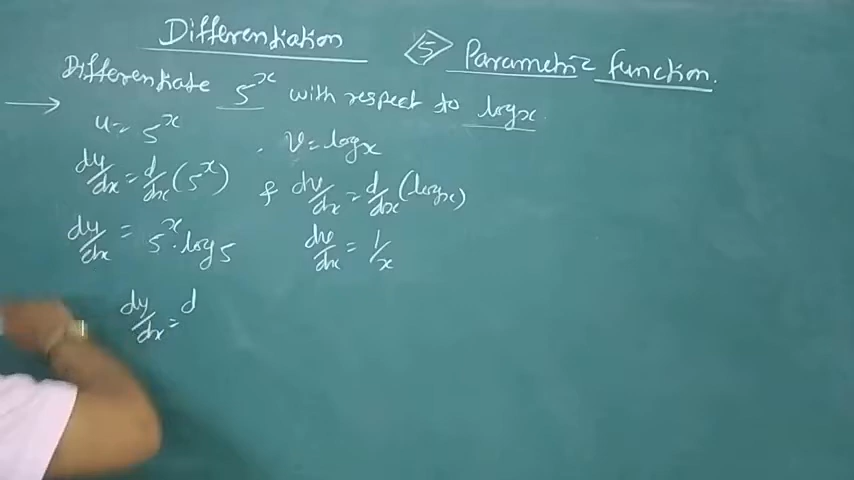 Differentiation
<5> Parametric function.
Differentiate 5^x with respect to log x.
→ u = 5^x
V = log x
dy/dx = d/dx (5^x) & dv/dx = d/dx (log x)
dy/dx = 5^x . log 5 dv/dx = 1/x
dy/dx = d